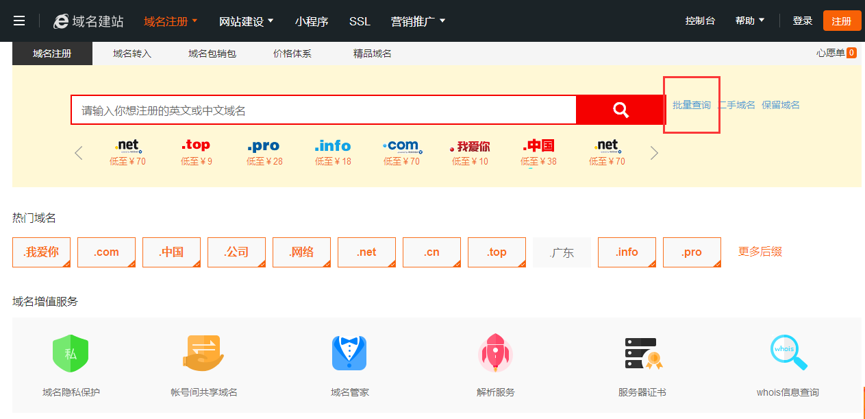 域名建站 域名注册 网站建设 小程序 SSL 营销推广 控制台 帮助 登录 注册
域名注册 域名转入 域名包销包 价格体系 精品域名 心愿单 0
请输入你想注册的英文或中文域名 批量查询 二手域名 保留域名
.net .top .pro .info .com .我爱你 .中国 .net
低至￥70 低至￥9 低至￥28 低至￥18 低至￥70 低至￥10 低至￥38 低至￥70
热门域名
.我爱你 .com .中国 .公司 .网络 .net .cn .top .广东 .info .pro 更多后缀
域名增值服务
私 whois
域名隐私保护 帐号间共享域名 域名管家 解析服务 服务器证书 whois信息查询